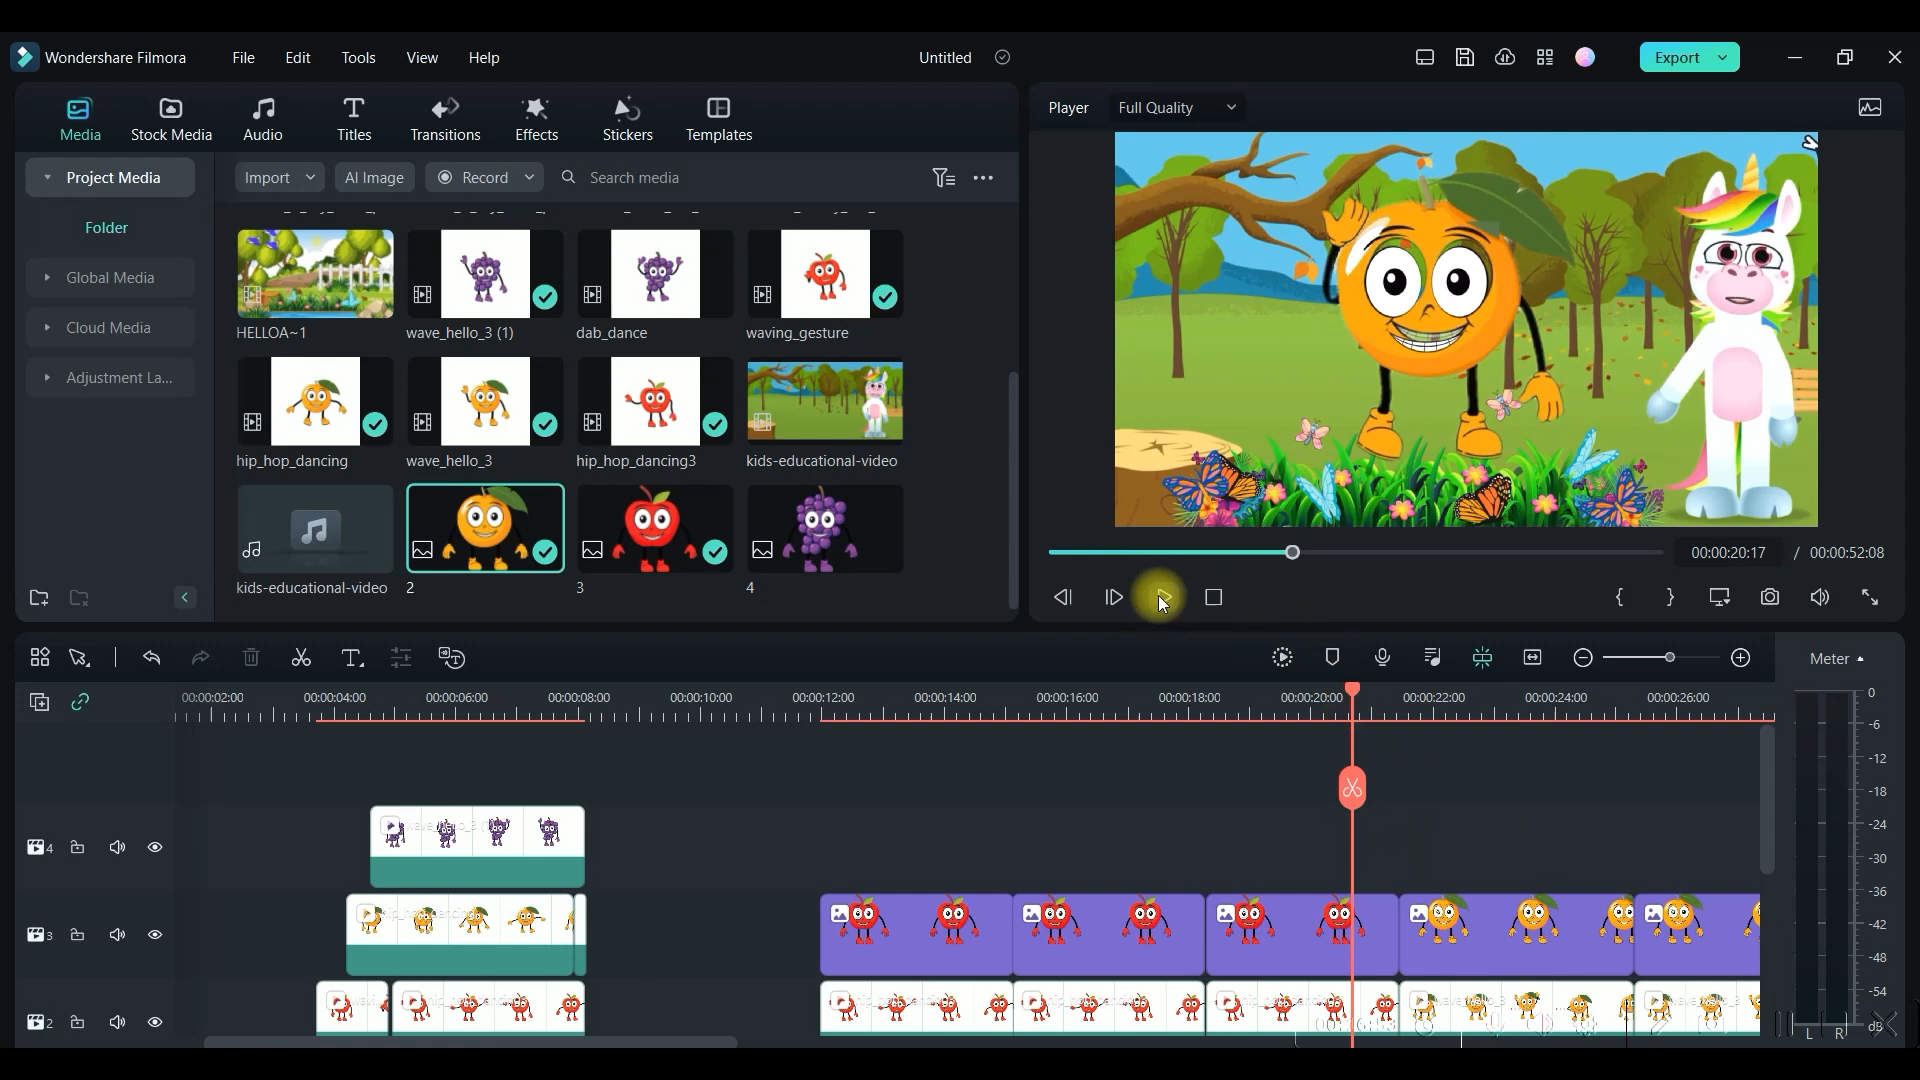 Wondershare Filmora
File Edit Tools View Help
Untitled
Export
Media Stock Media Audio Titles Transitions Effects Stickers Templates
Player Full Quality
Project Media
Import AI Image Record Search media
Folder
Global Media
Cloud Media
Adjustment La...
HELLOA~1 wave_hello_3 (1) dab_dance waving_gesture
hip_hop_dancing wave_hello_3 hip_hop_dancing3 kids-educational-video
kids-educational-video 2 3 4
00:00:20:17 / 00:00:52:08
{ }
Meter
00:00:02:00 00:00:04:00 00:00:06:00 00:00:08:00 00:00:10:00 00:00:12:00 00:00:14:00 00:00:16:00 00:00:18:00 00:00:20:00 00:00:22:00 00:00:24:00 00:00:26:00
0
-6
-12
-18
-24
-30
-36
-42
-48
-54
dB
L R
4
3
2